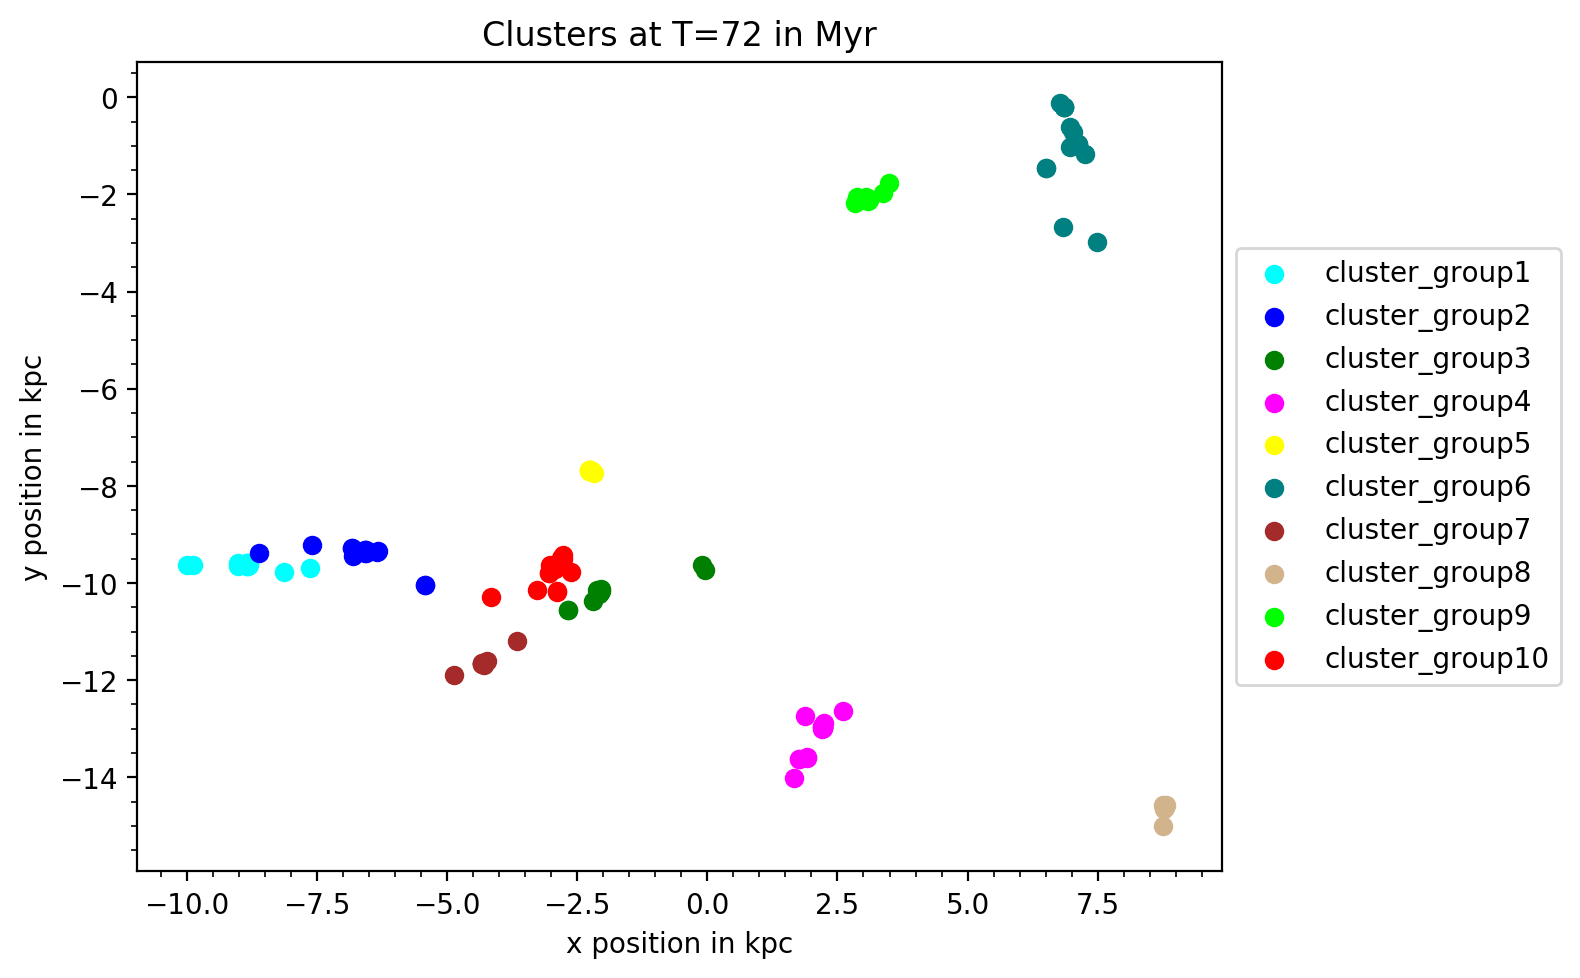 Clusters at T=72 in Myr
0
−2
−4
−6
−8
−10
−12
−14
y position in kpc
−10.0
−7.5
−5.0
−2.5
0.0
2.5
5.0
7.5
x position in kpc
cluster_group1
cluster_group2
cluster_group3
cluster_group4
cluster_group5
cluster_group6
cluster_group7
cluster_group8
cluster_group9
cluster_group10